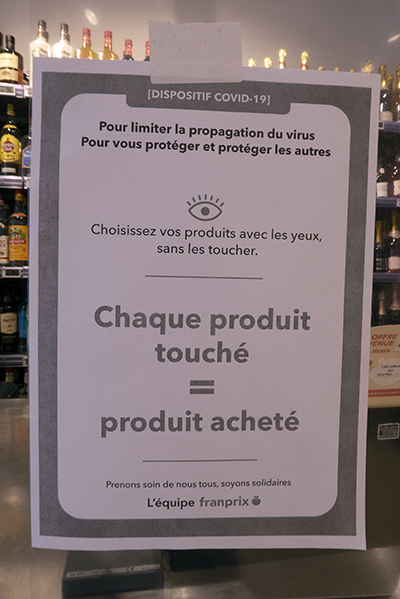 [DISPOSITIF COVID-19]
Pour limiter la propagation du virus
Pour vous protéger et protéger les autres
Choisissez vos produits avec les yeux,
sans les toucher.
Chaque produit
touché
=
produit acheté
Prenons soin de nous tous, soyons solidaires
L'équipe franprix
OFFRE
mars